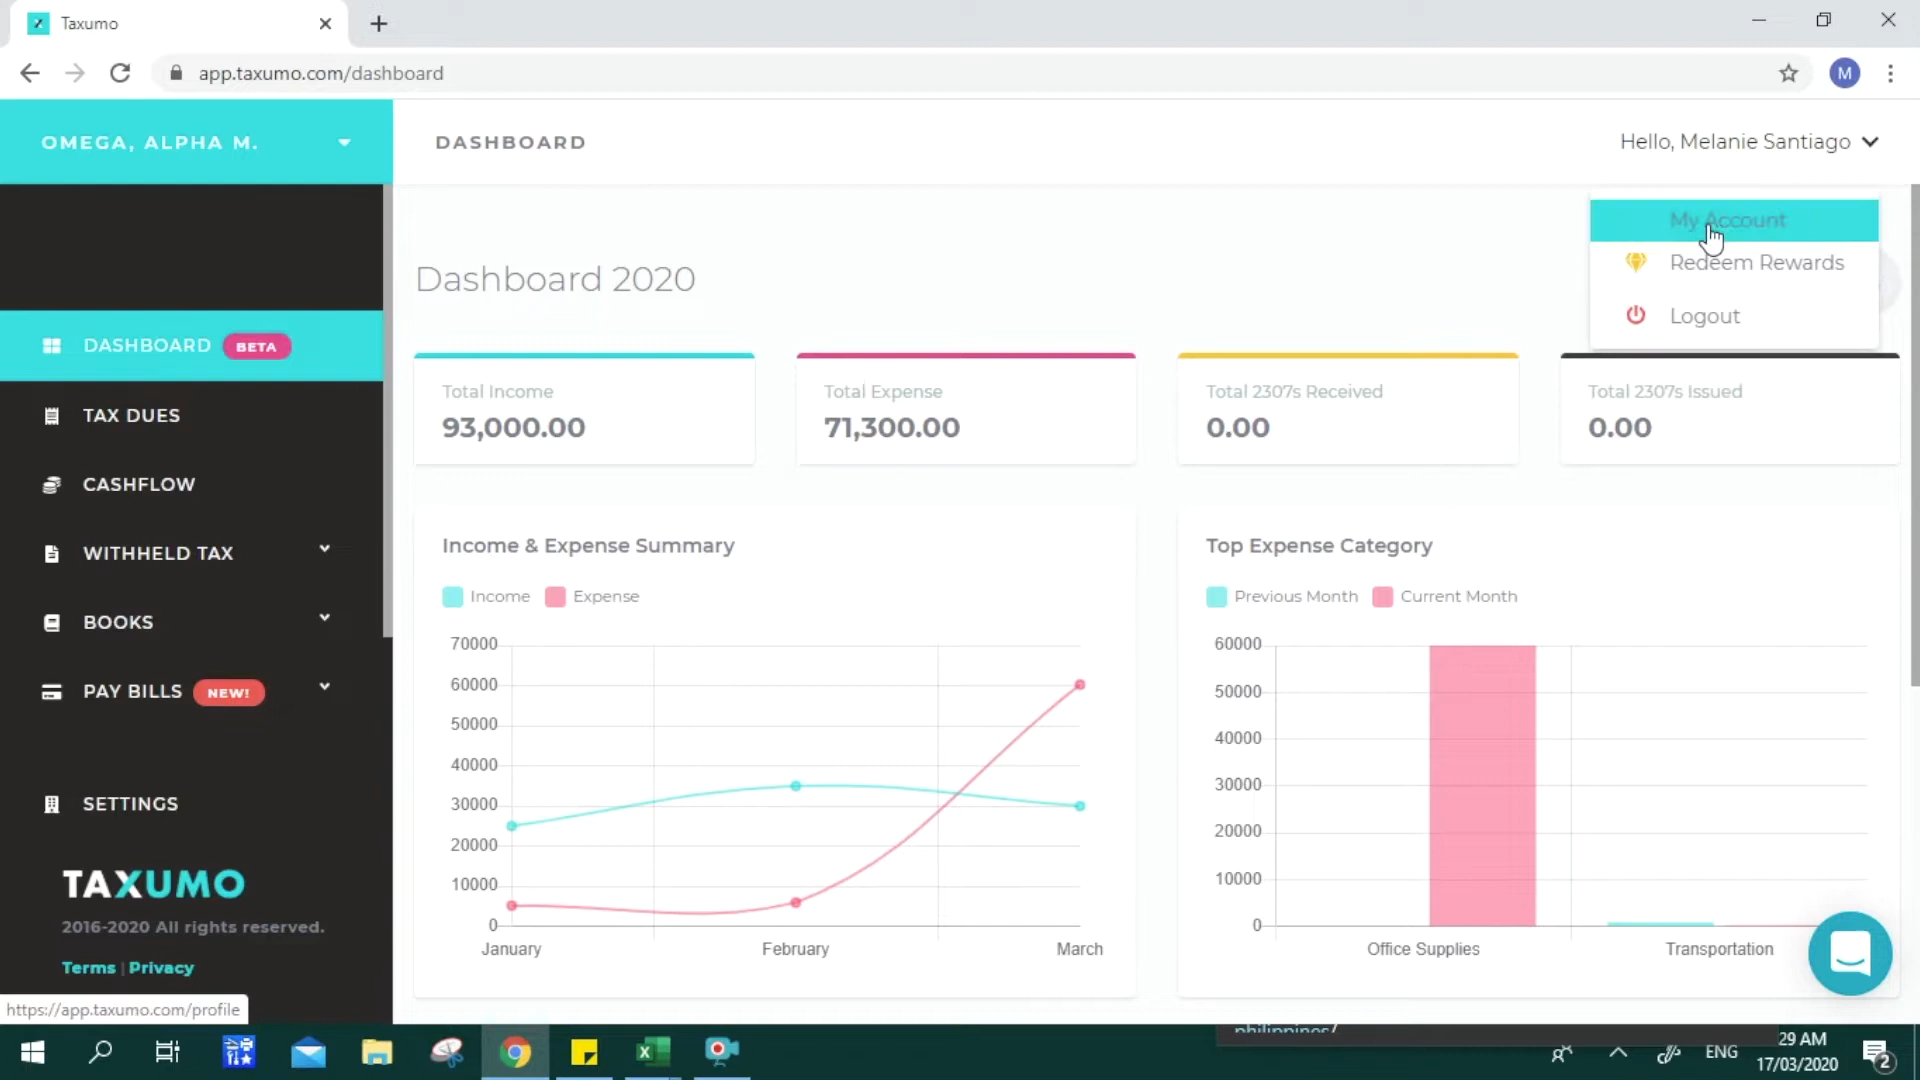 Taxumo
app.taxumo.com/dashboard
M
OMEGA, ALPHA M.
DASHBOARD
Hello, Melanie Santiago
My Account
Redeem Rewards
Logout
Dashboard 2020
DASHBOARD BETA
TAX DUES
CASHFLOW
WITHHELD TAX
BOOKS
PAY BILLS NEW!
SETTINGS
TAXUMO
2016-2020 All rights reserved.
Terms | Privacy
https://app.taxumo.com/profile
Total Income
93,000.00
Total Expense
71,300.00
Total 2307s Received
0.00
Total 2307s Issued
0.00
Income & Expense Summary
Income Expense
70000
60000
50000
40000
30000
20000
10000
0
January February March
Top Expense Category
Previous Month Current Month
60000
50000
40000
30000
20000
10000
0
Office Supplies Transportation
philippines/
ENG
29 AM
17/03/2020
2